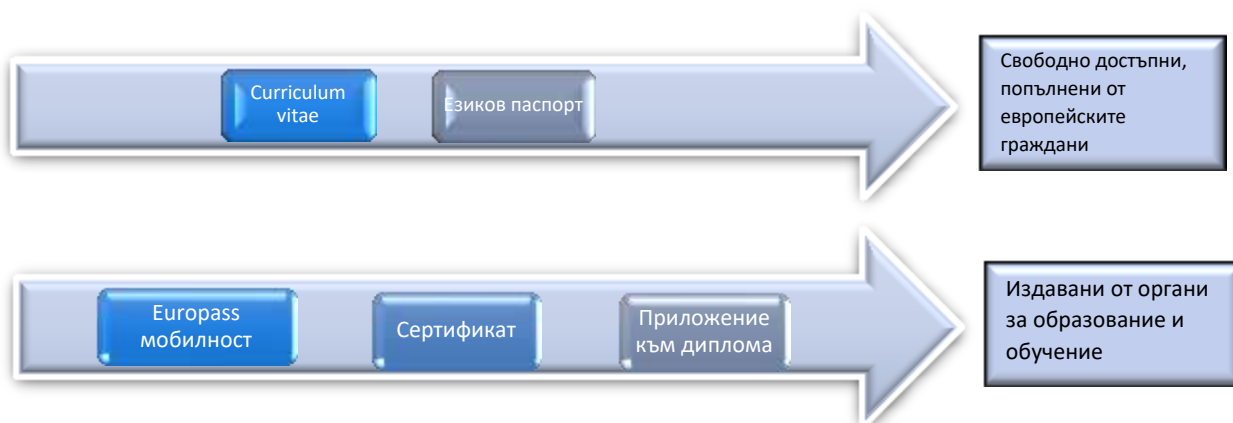 Curriculum
vitae
Езиков паспорт
Свободно достъпни,
попълнени от
европейските
граждани
Europass
мобилност
Сертификат
Приложение
към диплома
Издавани от органи
за образование и
обучение